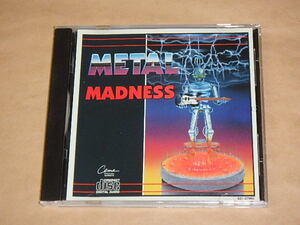 METAL
MADNESS
COMPACT
disc
DIGITAL AUDIO